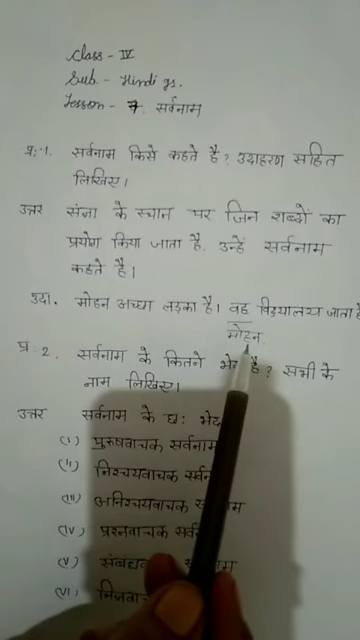 Class - IV
Sub. - Hindi gr.
Lesson - 7. सर्वनाम
प्र:-1. सर्वनाम किसे कहते है? उदाहरण सहित
लिखिए।
उत्तर संज्ञा के स्थान पर जिन शब्दों का
प्रयोग किया जाता है. उन्हें सर्वनाम
कहते है।
उदा. मोहन अच्छा लड़का है। वह विद्यालय जाता है
मोहन.
प्र: 2. सर्वनाम के कितने भेद है? सभी के
नाम लिखिए।
उत्तर सर्वनाम के छ: भेद
(i) पुरुषवाचक सर्वनाम
(ii) निश्चयवाचक
(iii) अनिश्चयवाचक
(iv) प्रश्नवाचक
(v)
(vi)